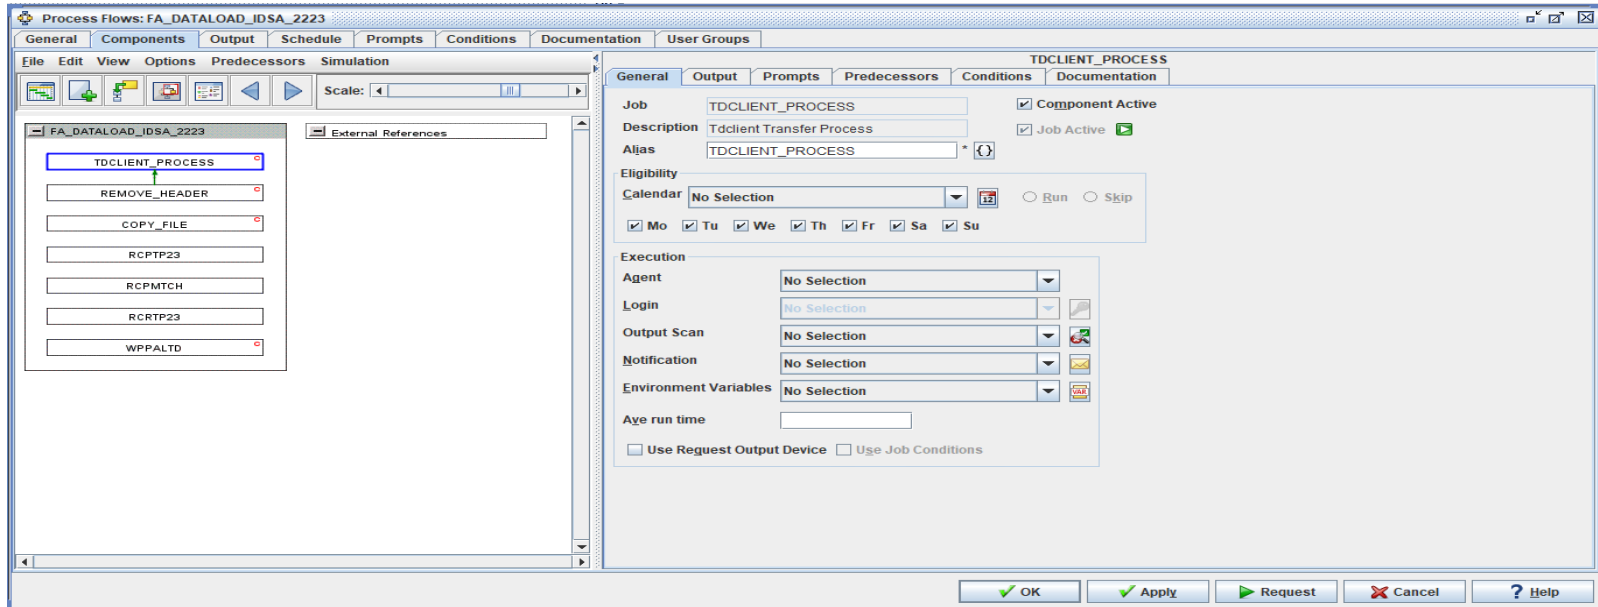 Process Flows: FA_DATALOAD_IDSA_2223
General Components Output Schedule Prompts Conditions Documentation User Groups
File Edit View Options Predecessors Simulation
Scale:
FA_DATALOAD_IDSA_2223
External References
TDCLIENT_PROCESS C
REMOVE_HEADER C
COPY_FILE C
RCPTP23
RCPMTCH
RCRTP23
WPPALTD C
TDCLIENT_PROCESS
General Output Prompts Predecessors Conditions Documentation
Job TDCLIENT_PROCESS Component Active
Description Tdclient Transfer Process Job Active
Alias TDCLIENT_PROCESS * {}
Eligibility
Calendar No Selection 12 Run Skip
Mo Tu We Th Fr Sa Su
Execution
Agent No Selection
Login No Selection
Output Scan No Selection
Notification No Selection
Environment Variables No Selection VAR
Ave run time
Use Request Output Device Use Job Conditions
OK Apply Request Cancel ? Help